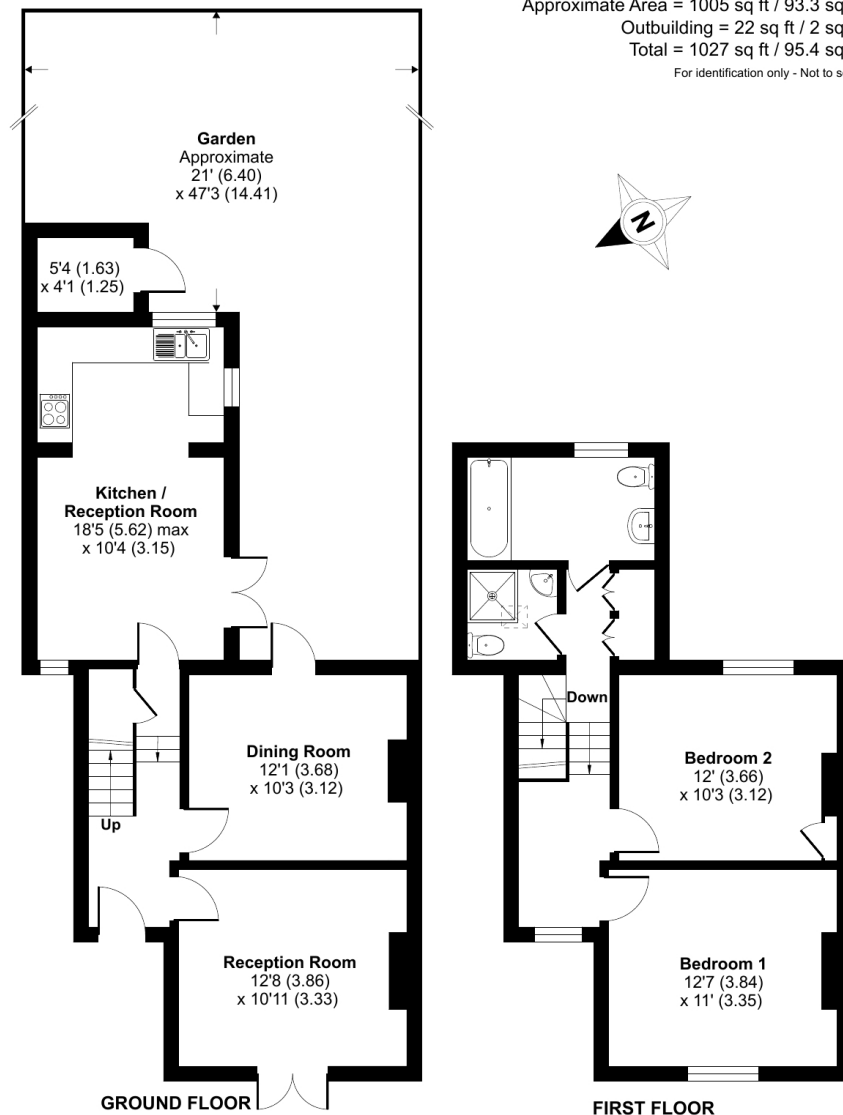 Approximate Area = 1005 sq ft / 93.3 sq
Outbuilding = 22 sq ft / 2 sq
Total = 1027 sq ft / 95.4 sq
For identification only - Not to
Garden
Approximate
21' (6.40)
x 47'3 (14.41)
N
5'4 (1.63)
x 4'1 (1.25)
Kitchen /
Reception Room
18'5 (5.62) max
x 10'4 (3.15)
Dining Room
12'1 (3.68)
x 10'3 (3.12)
Up
Reception Room
12'8 (3.86)
x 10'11 (3.33)
GROUND FLOOR
Down
Bedroom 2
12' (3.66)
x 10'3 (3.12)
Bedroom 1
12'7 (3.84)
x 11' (3.35)
FIRST FLOOR